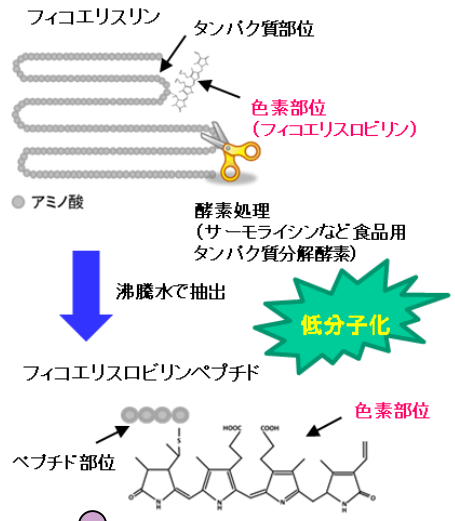 フィコエリスリン
タンパク質部位
色素部位
（フィコエリスロビリン）
アミノ酸
酵素処理
（サーモライシンなど食品用
タンパク質分解酵素）
沸騰水で抽出
低分子化
フィコエリスロビリンペプチド
色素部位
ペプチド部位
S
HOOC
COOH
O
N
H
N
H
N
N
H
O